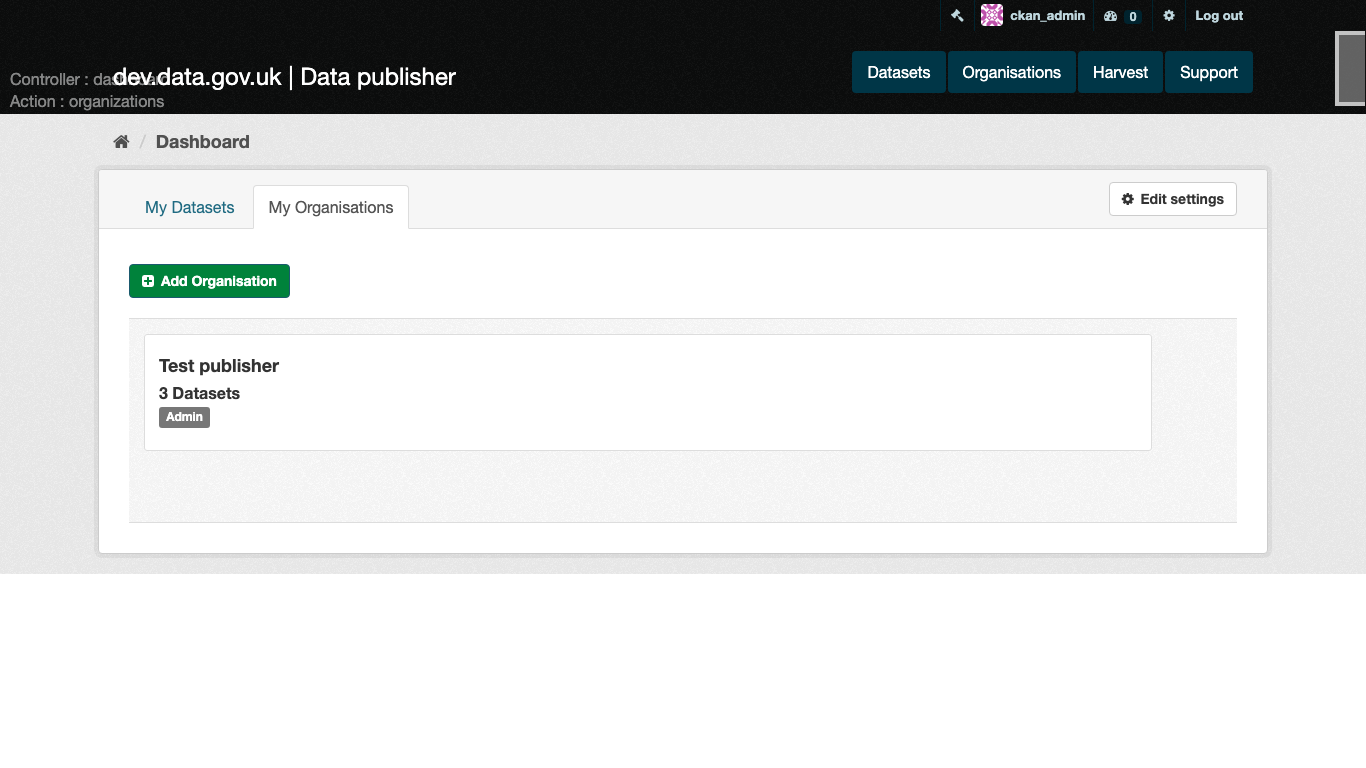 ckan_admin 0 Log out
Controller : dashboard
dev.data.gov.uk | Data publisher
Datasets Organisations Harvest Support
Action : organizations
/ Dashboard
My Datasets My Organisations Edit settings
Add Organisation
Test publisher
3 Datasets
Admin